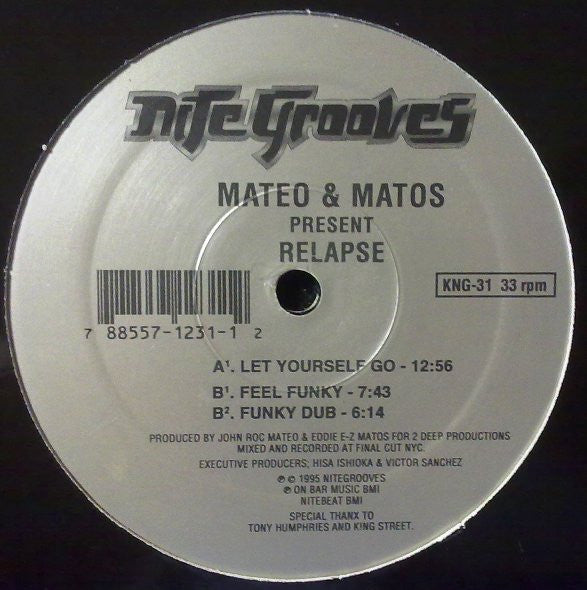 Nite Grooves
MATEO & MATOS
PRESENT
RELAPSE
KNG-31 33 rpm
7 88557-1231-1 2
A¹. LET YOURSELF GO - 12:56
B¹. FEEL FUNKY - 7:43
B². FUNKY DUB - 6:14
PRODUCED BY JOHN ROC MATEO & EDDIE E-Z MATOS FOR 2 DEEP PRODUCTIONS
MIXED AND RECORDED AT FINAL CUT NYC.
EXECUTIVE PRODUCERS; HISA ISHIOKA & VICTOR SANCHEZ
℗ © 1995 NITEGROOVES
℗ ON BAR MUSIC BMI
NITEBEAT BMI
SPECIAL THANX TO
TONY HUMPHRIES AND KING STREET.